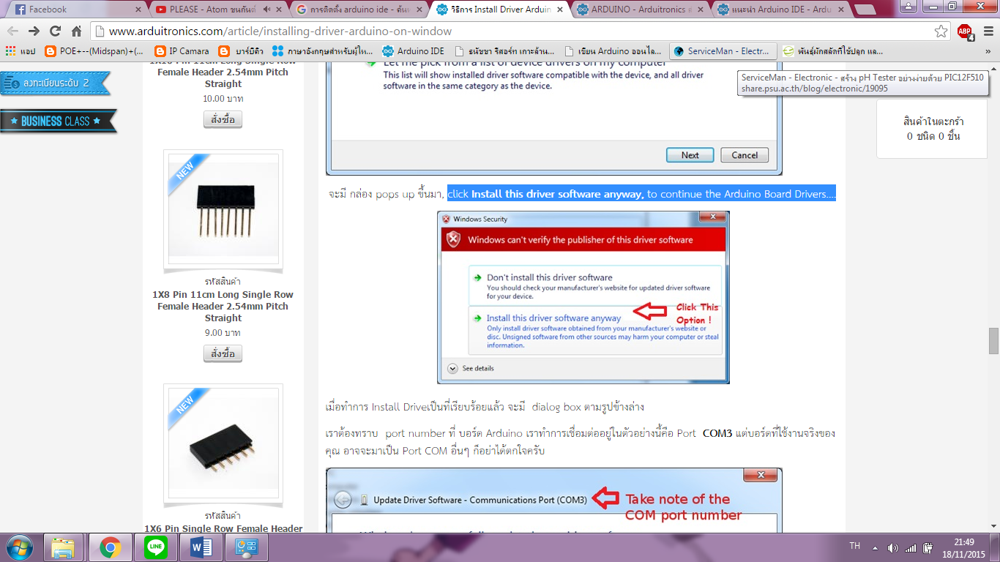 Facebook
PLEASE - Atom ชนกันต์
การติดตั้ง arduino ide - ค้นห
วิธีการ Install Driver Arduin
ARDUINO - Arduitronics ส
แนะนำ Arduino IDE - Ardu
www.arduitronics.com/article/installing-driver-arduino-on-window
ABP
4
แอป
POE+--(Midspan)+(...
IP Camara
บาร์บีคิว
ภาษาอังกฤษสำหรับผู้ให...
Arduino IDE
ธนัชชา รีสอร์ท เกาะล้าน...
เขียน Arduino ออนไล...
ServiceMan - Electr...
พันธุ์ผักสลัดที่ใช้ปลูก แล...
»
ServiceMan - Electronic - สร้าง pH Tester อย่างง่ายด้วย PIC12F510
share.psu.ac.th/blog/electronic/19095
ลงทะเบียนระดับ 2
BUSINESS CLASS
Female Header 2.54mm Pitch
Straight
10.00 บาท
สั่งซื้อ
NEW
รหัสสินค้า
1X8 Pin 11cm Long Single Row
Female Header 2.54mm Pitch
Straight
9.00 บาท
สั่งซื้อ
NEW
รหัสสินค้า
1X6 Pin Single Row Female Header
Let me pick from a list of device drivers on my computer
This list will show installed driver software compatible with the device, and all driver
software in the same category as the device.
Next
Cancel
จะมี กล่อง pops up ขึ้นมา, click Install this driver software anyway, to continue the Arduino Board Drivers....
Windows Security
Windows can't verify the publisher of this driver software
Don't install this driver software
You should check your manufacturer's website for updated driver software
for your device.
Install this driver software anyway
Only install driver software obtained from your manufacturer's website or
disc. Unsigned software from other sources may harm your computer or steal
information.
Click This
Option !
See details
เมื่อทำการ Install Driveเป็นที่เรียบร้อยแล้ว จะมี dialog box ตามรูปข้างล่าง
เราต้องทราบ port number ที่ บอร์ด Arduino เราทำการเชื่อมต่ออยู่ในตัวอย่างนี้คือ Port COM3 แต่บอร์ดที่ใช้งานจริงของ
คุณ อาจจะมาเป็น Port COM อื่นๆ ก็อย่าได้ตกใจครับ
Update Driver Software - Communications Port (COM3)
Take note of the
COM port number
สินค้าในตะกร้า
0 ชนิด 0 ชิ้น
LINE
TH
21:49
18/11/2015